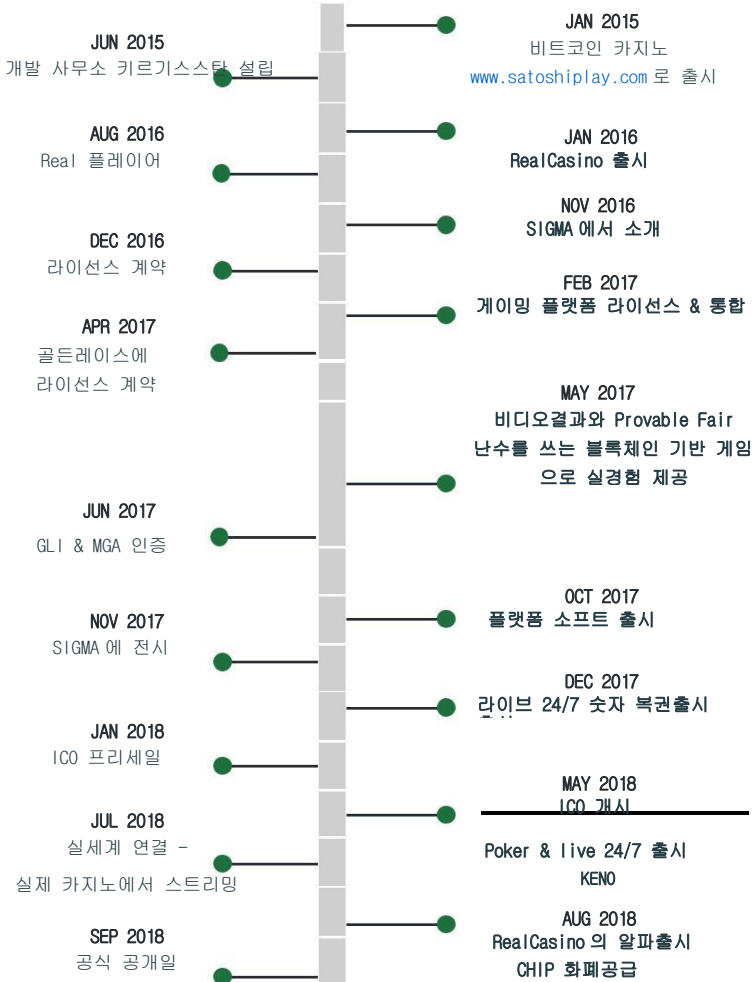 JAN 2015
비트코인 카지노
www.satoshiplay.com 로 출시
JUN 2015
개발 사무소 키르기스스탄 설립
JAN 2016
RealCasino 출시
AUG 2016
Real 플레이어
NOV 2016
SIGMA 에서 소개
DEC 2016
라이선스 계약
FEB 2017
게이밍 플랫폼 라이선스 & 통합
APR 2017
골든레이스에
라이선스 계약
MAY 2017
비디오결과와 Provable Fair
난수를 쓰는 블록체인 기반 게임
으로 실경험 제공
JUN 2017
GLI & MGA 인증
OCT 2017
플랫폼 소프트 출시
NOV 2017
SIGMA 에 전시
DEC 2017
라이브 24/7 숫자 복권출시
JAN 2018
ICO 프리세일
MAY 2018
ICO 개시
Poker & live 24/7 출시
KENO
JUL 2018
실세계 연결 -
실제 카지노에서 스트리밍
AUG 2018
RealCasino 의 알파출시
CHIP 화폐공급
SEP 2018
공식 공개일